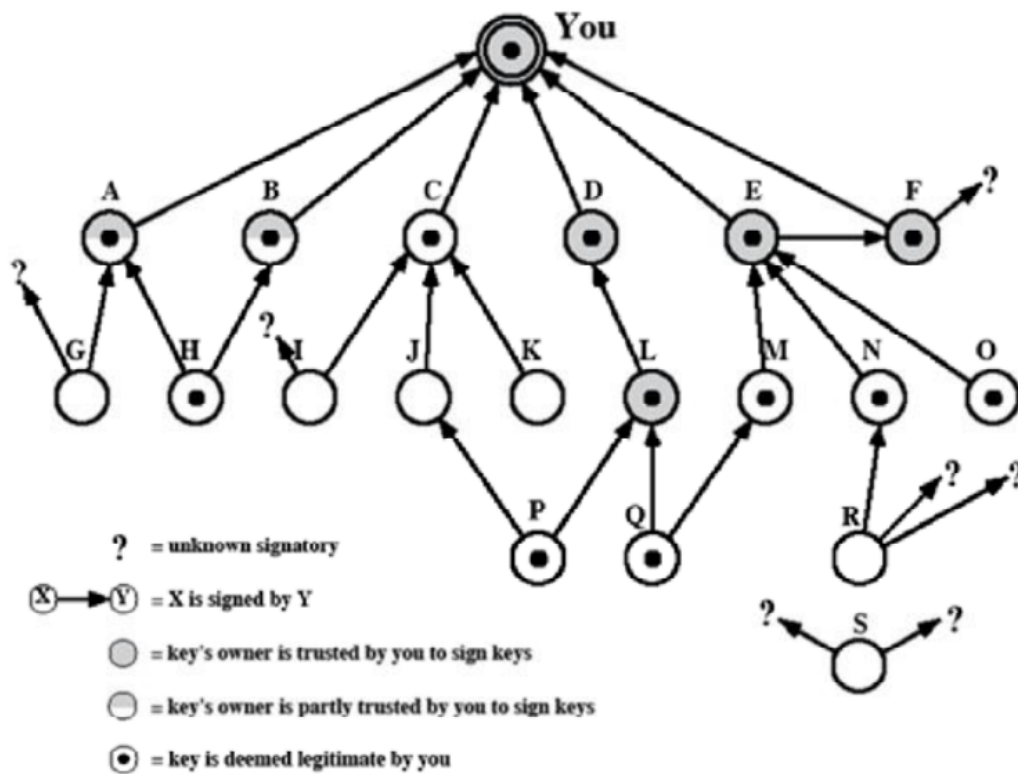 You
A B C D E F ?
?
?
G H I J K L M N O
? ?
P Q R
? = unknown signatory
X Y = X is signed by Y
? S ?
= key's owner is trusted by you to sign keys
= key's owner is partly trusted by you to sign keys
= key is deemed legitimate by you